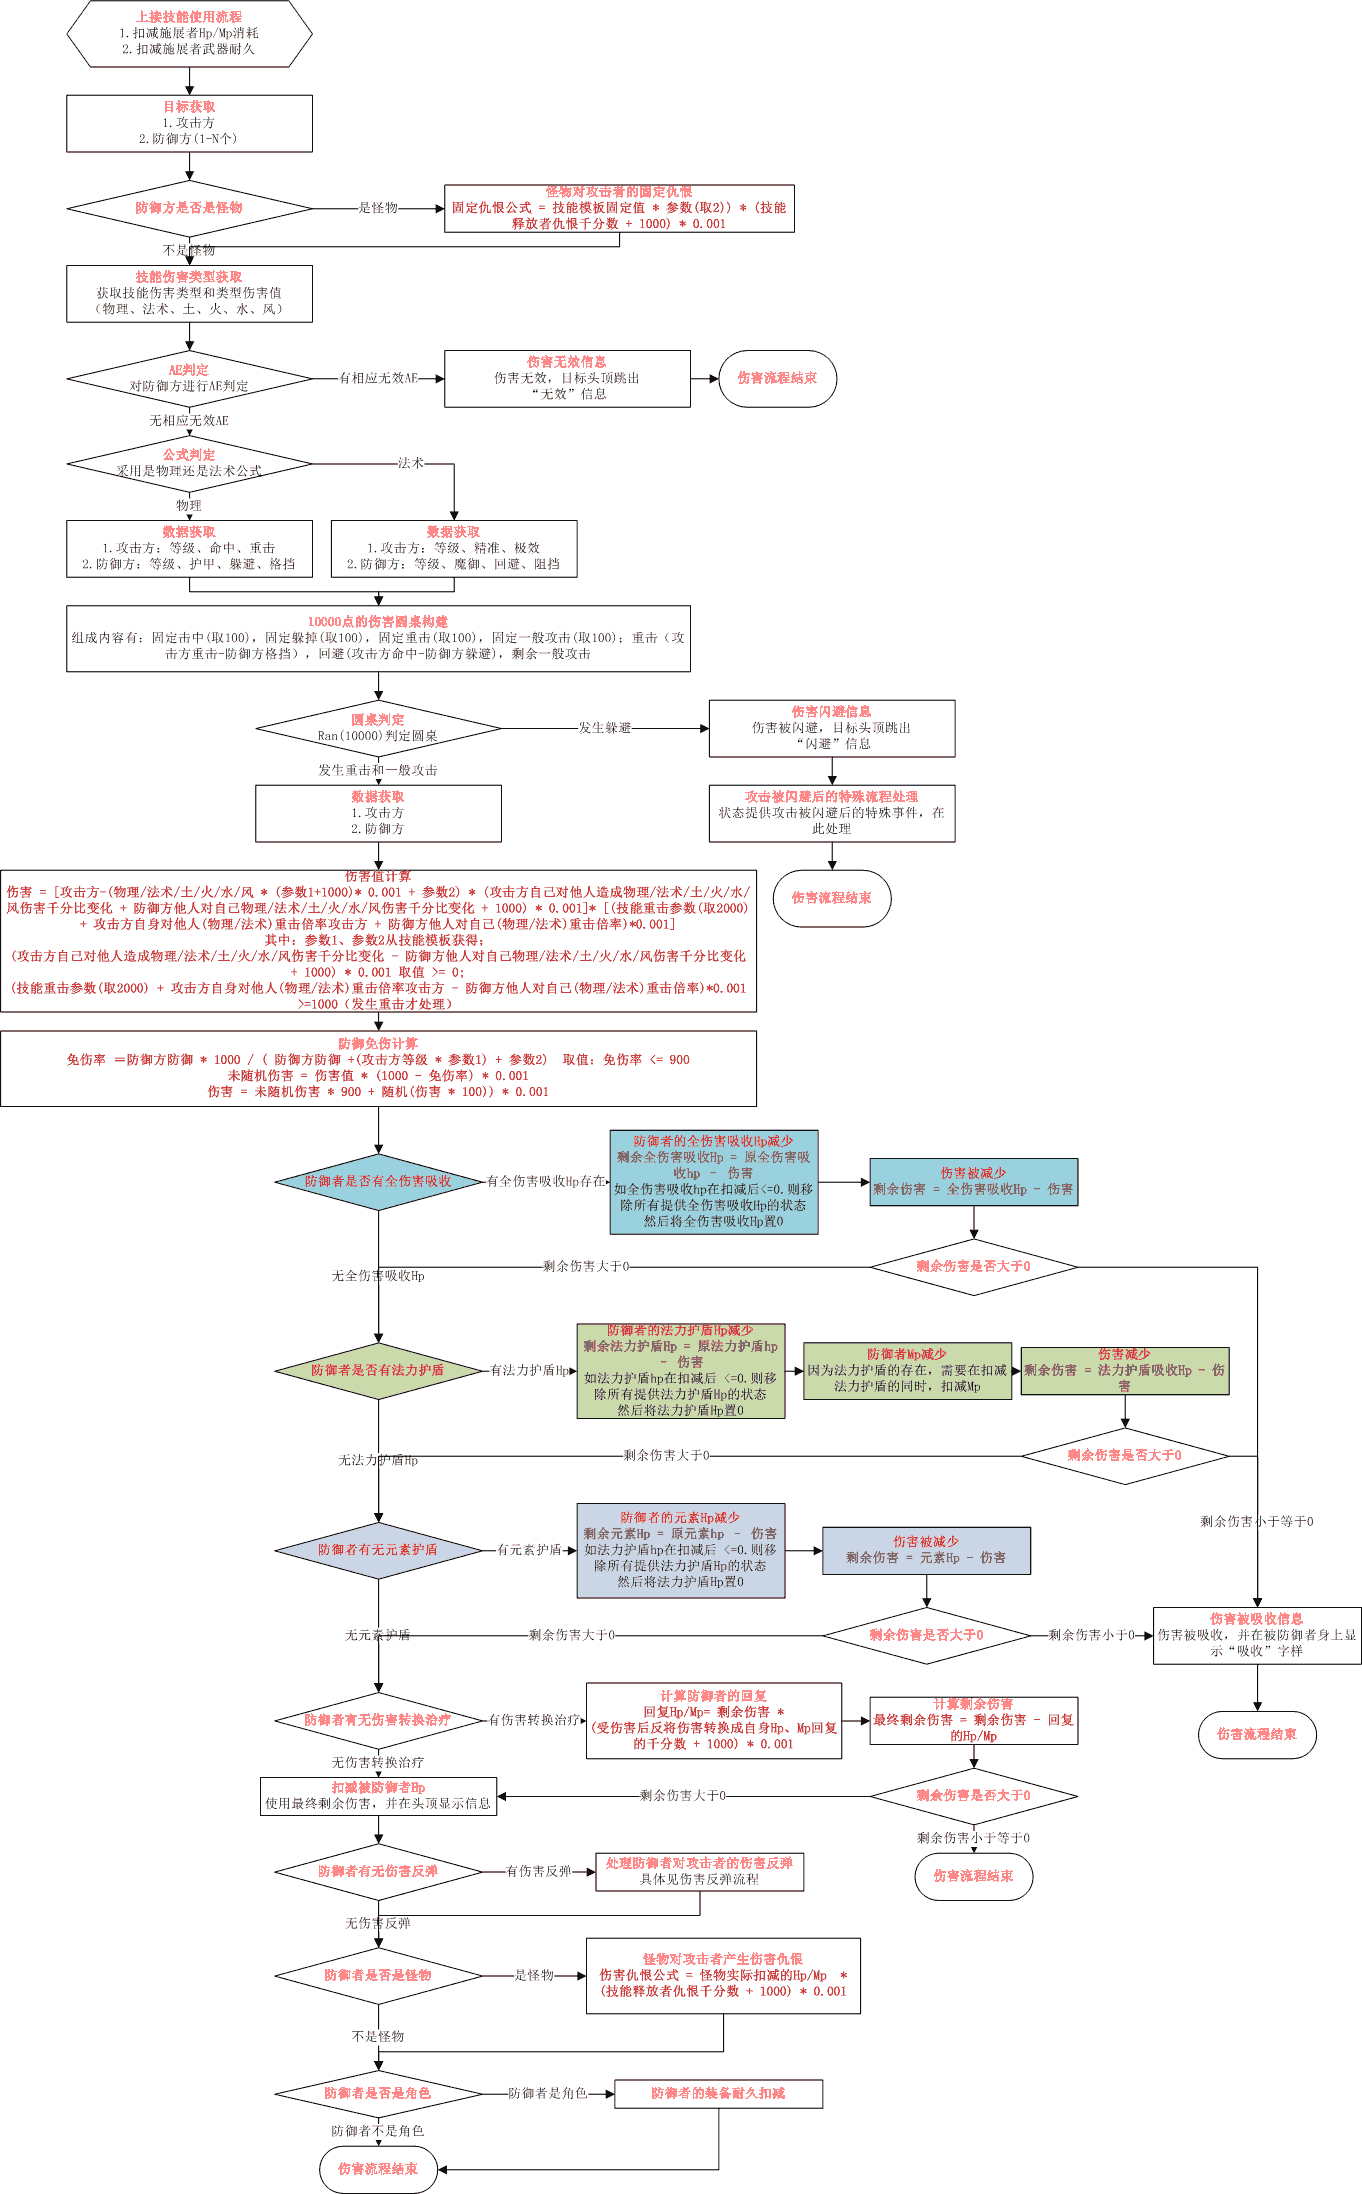 上接技能使用流程
1.扣减施展者Hp/Mp消耗
2.扣减施展者武器耐久
目标获取
1.攻击方
2.防御方(1-N个)
防御方是否是怪物
是怪物
怪物对攻击者的固定仇恨
固定仇恨公式 = 技能模板固定值 * 参数(取2)) * (技能
释放者仇恨千分数 + 1000) * 0.001
不是怪物
技能伤害类型获取
获取技能伤害类型和类型伤害值
（物理、法术、土、火、水、风）
AE判定
对防御方进行AE判定
有相应无效AE
伤害无效信息
伤害无效，目标头顶跳出
“无效”信息
伤害流程结束
无相应无效AE
公式判定
采用是物理还是法术公式
法术
物理
数据获取
1.攻击方：等级、命中、重击
2.防御方：等级、护甲、躲避、格挡
数据获取
1.攻击方：等级、精准、极效
2.防御方：等级、魔御、回避、阻挡
10000点的伤害圆桌构建
组成内容有：固定击中(取100)，固定躲掉(取100)，固定重击(取100)，固定一般攻击(取100)；重击（攻
击方重击-防御方格挡），回避(攻击方命中-防御方躲避)，剩余一般攻击
圆桌判定
Ran(10000)判定圆桌
发生躲避
伤害闪避信息
伤害被闪避，目标头顶跳出
“闪避”信息
发生重击和一般攻击
数据获取
1.攻击方
2.防御方
攻击被闪避后的特殊流程处理
状态提供攻击被闪避后的特殊事件，在
此处理
伤害流程结束
伤害值计算
伤害 = [攻击方-(物理/法术/土/火/水/风 * (参数1+1000)* 0.001 + 参数2) * (攻击方自己对他人造成物理/法术/土/火/水/
风伤害千分比变化 + 防御方他人对自己物理/法术/土/火/水/风伤害千分比变化 + 1000) * 0.001]* [(技能重击参数(取2000)
+ 攻击方自身对他人(物理/法术)重击倍率攻击方 + 防御方他人对自己(物理/法术)重击倍率)*0.001]
其中：参数1、参数2从技能模板获得；
(攻击方自己对他人造成物理/法术/土/火/水/风伤害千分比变化 - 防御方他人对自己物理/法术/土/火/水/风伤害千分比变化
+ 1000) * 0.001 取值 >= 0；
(技能重击参数(取2000) + 攻击方自身对他人(物理/法术)重击倍率攻击方 - 防御方他人对自己(物理/法术)重击倍率)*0.001
>=1000（发生重击才处理）
防御免伤计算
免伤率 ＝防御方防御 * 1000 / ( 防御方防御 +(攻击方等级 * 参数1) + 参数2) 取值：免伤率 <= 900
未随机伤害 = 伤害值 * (1000 - 免伤率) * 0.001
伤害 = 未随机伤害 * 900 + 随机(伤害 * 100)) * 0.001
防御者是否有全伤害吸收
有全伤害吸收Hp存在
防御者的全伤害吸收Hp减少
剩余全伤害吸收Hp = 原全伤害吸
收hp - 伤害
如全伤害吸收hp在扣减后<=0.则移
除所有提供全伤害吸收Hp的状态
然后将全伤害吸收Hp置0
伤害被减少
剩余伤害 = 全伤害吸收Hp - 伤害
剩余伤害是否大于0
剩余伤害大于0
无全伤害吸收Hp
防御者是否有法力护盾
有法力护盾Hp
防御者的法力护盾Hp减少
剩余法力护盾Hp = 原法力护盾hp
- 伤害
如法力护盾hp在扣减后 <=0.则移
除所有提供法力护盾Hp的状态
然后将法力护盾Hp置0
防御者Mp减少
因为法力护盾的存在，需要在扣减
法力护盾的同时，扣减Mp
伤害减少
剩余伤害 = 法力护盾吸收Hp - 伤
害
剩余伤害是否大于0
剩余伤害大于0
无法力护盾Hp
剩余伤害小于等于0
防御者有无元素护盾
有元素护盾
防御者的元素Hp减少
剩余元素Hp = 原元素hp - 伤害
如法力护盾hp在扣减后 <=0.则移
除所有提供法力护盾Hp的状态
然后将法力护盾Hp置0
伤害被减少
剩余伤害 = 元素Hp - 伤害
无元素护盾
剩余伤害大于0
剩余伤害是否大于0
剩余伤害小于0
伤害被吸收信息
伤害被吸收，并在被防御者身上显
示“吸收”字样
伤害流程结束
防御者有无伤害转换治疗
有伤害转换治疗
计算防御者的回复
回复Hp/Mp= 剩余伤害 *
(受伤害后反将伤害转换成自身Hp、Mp回复
的千分数 + 1000) * 0.001
计算剩余伤害
最终剩余伤害 = 剩余伤害 - 回复
的Hp/Mp
无伤害转换治疗
扣减被防御者Hp
使用最终剩余伤害，并在头顶显示信息
剩余伤害大于0
剩余伤害是否大于0
剩余伤害小于等于0
伤害流程结束
防御者有无伤害反弹
有伤害反弹
处理防御者对攻击者的伤害反弹
具体见伤害反弹流程
无伤害反弹
防御者是否是怪物
是怪物
怪物对攻击者产生伤害仇恨
伤害仇恨公式 = 怪物实际扣减的Hp/Mp *
(技能释放者仇恨千分数 + 1000) * 0.001
不是怪物
防御者是否是角色
防御者是角色
防御者的装备耐久扣减
防御者不是角色
伤害流程结束